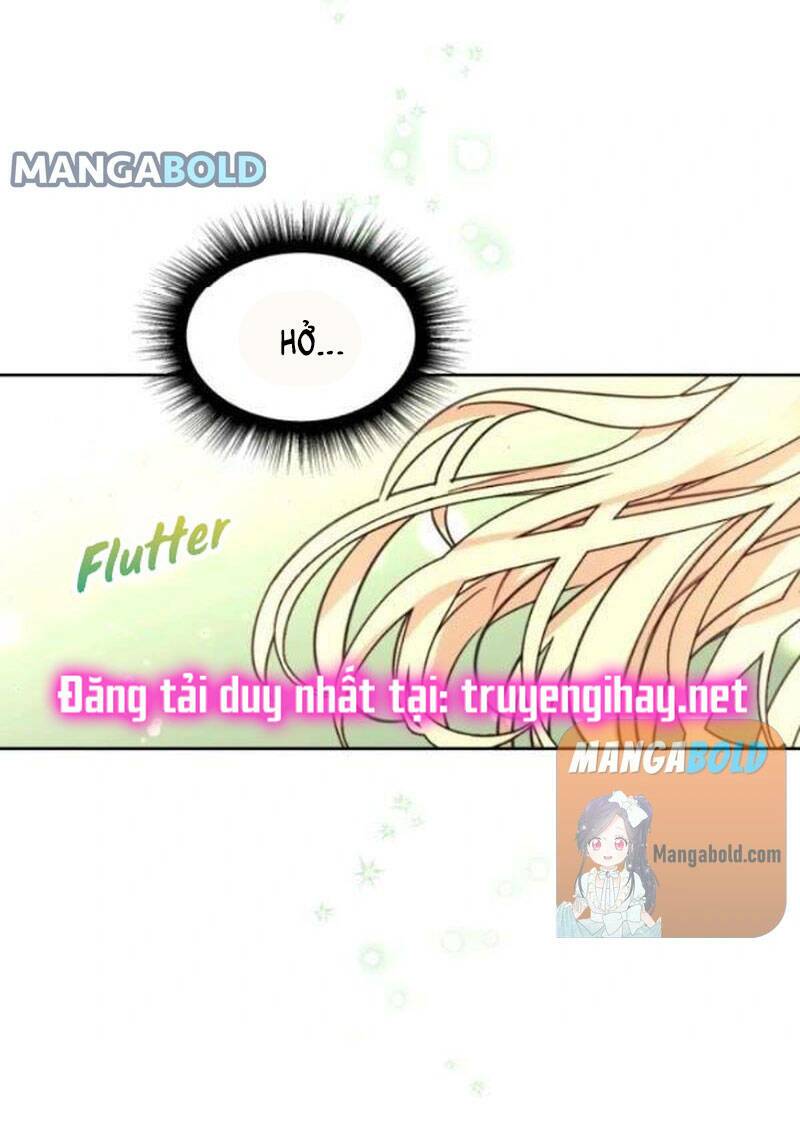 MANGABOLD
HỞ...
Flutter
Đăng tải duy nhất tại: truyengihay.net
MANGABOLD
Mangabold.com